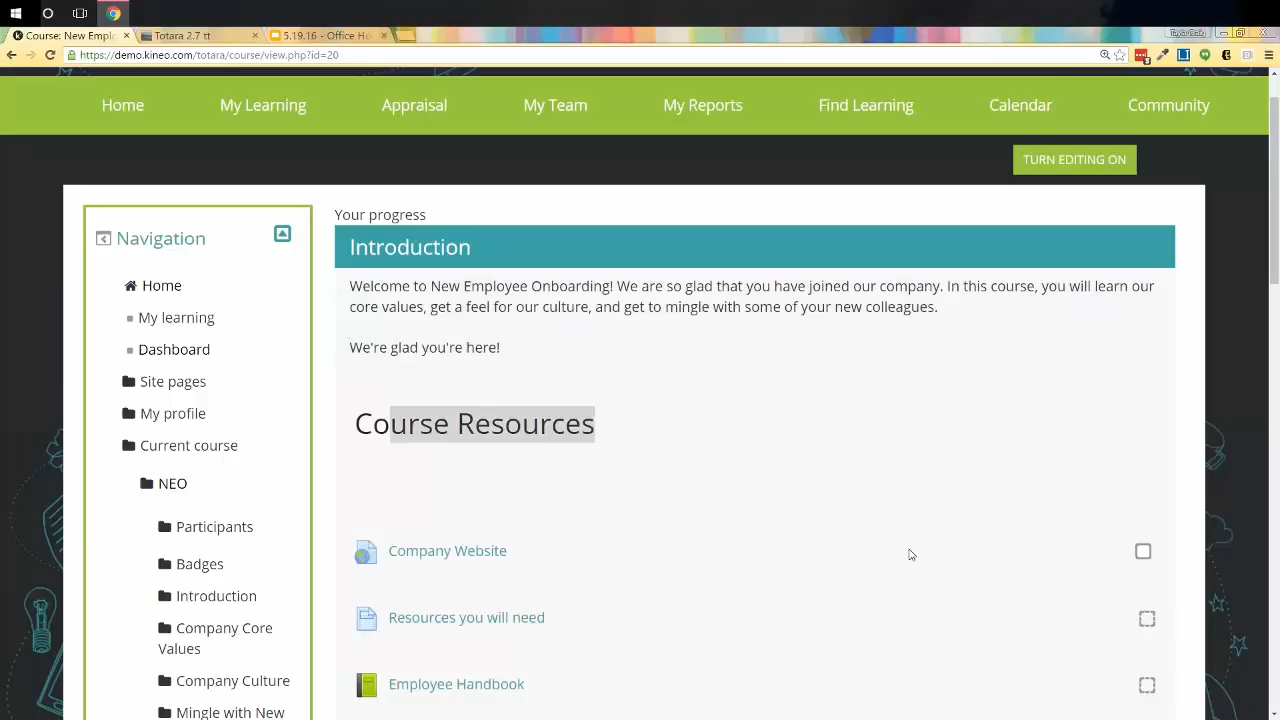 Course: New Emplo
Totara 2.7 tt
5.19.16 - Office Ho
https://demo.kineo.com/totara/course/view.php?id=20
Home My Learning Appraisal My Team My Reports Find Learning Calendar Community
TURN EDITING ON
Navigation
Home
My learning
Dashboard
Site pages
My profile
Current course
NEO
Participants
Badges
Introduction
Company Core
Values
Company Culture
Mingle with New
Your progress
Introduction
Welcome to New Employee Onboarding! We are so glad that you have joined our company. In this course, you will learn our
core values, get a feel for our culture, and get to mingle with some of your new colleagues.
We're glad you're here!
Course Resources
Company Website
Resources you will need
Employee Handbook